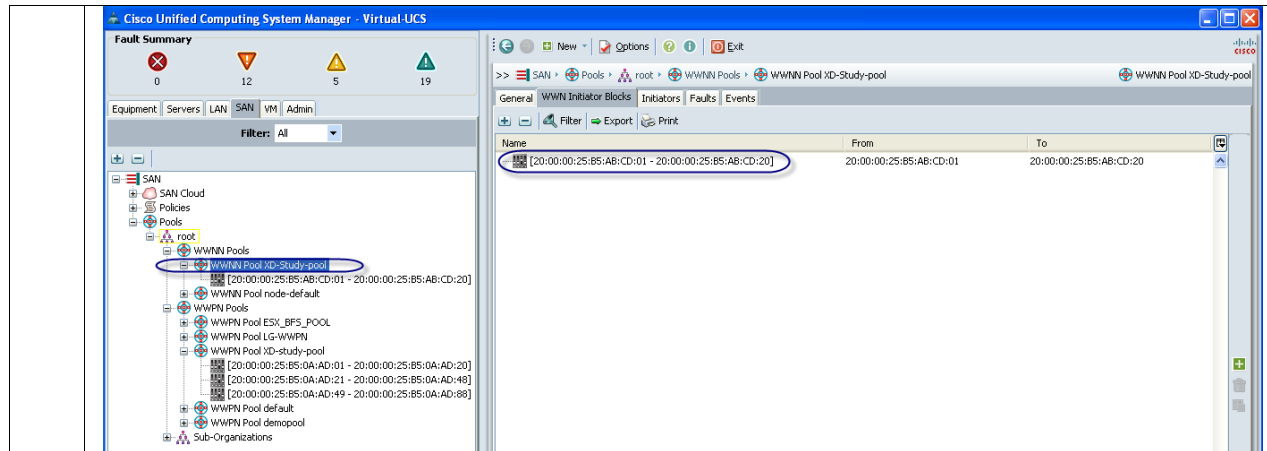 Cisco Unified Computing System Manager - Virtual-UCS
Fault Summary
0 12 5 19
Equipment Servers LAN SAN VM Admin
Filter: All
SAN
SAN Cloud
Policies
Pools
root
WWNN Pools
WWNN Pool XD-Study-pool
[20:00:00:25:B5:AB:CD:01 - 20:00:00:25:B5:AB:CD:20]
WWNN Pool node-default
WWPN Pools
WWPN Pool ESX_BFS_POOL
WWPN Pool LG-WWPN
WWPN Pool XD-study-pool
[20:00:00:25:B5:0A:AD:01 - 20:00:00:25:B5:0A:AD:20]
[20:00:00:25:B5:0A:AD:21 - 20:00:00:25:B5:0A:AD:48]
[20:00:00:25:B5:0A:AD:49 - 20:00:00:25:B5:0A:AD:88]
WWPN Pool default
WWPN Pool demopool
Sub-Organizations
New Options Exit
CISCO
>> SAN Pools root WWNN Pools WWNN Pool XD-Study-pool WWNN Pool XD-Study-pool
General WWN Initiator Blocks Initiators Faults Events
Filter Export Print
Name From To
[20:00:00:25:B5:AB:CD:01 - 20:00:00:25:B5:AB:CD:20] 20:00:00:25:B5:AB:CD:01 20:00:00:25:B5:AB:CD:20